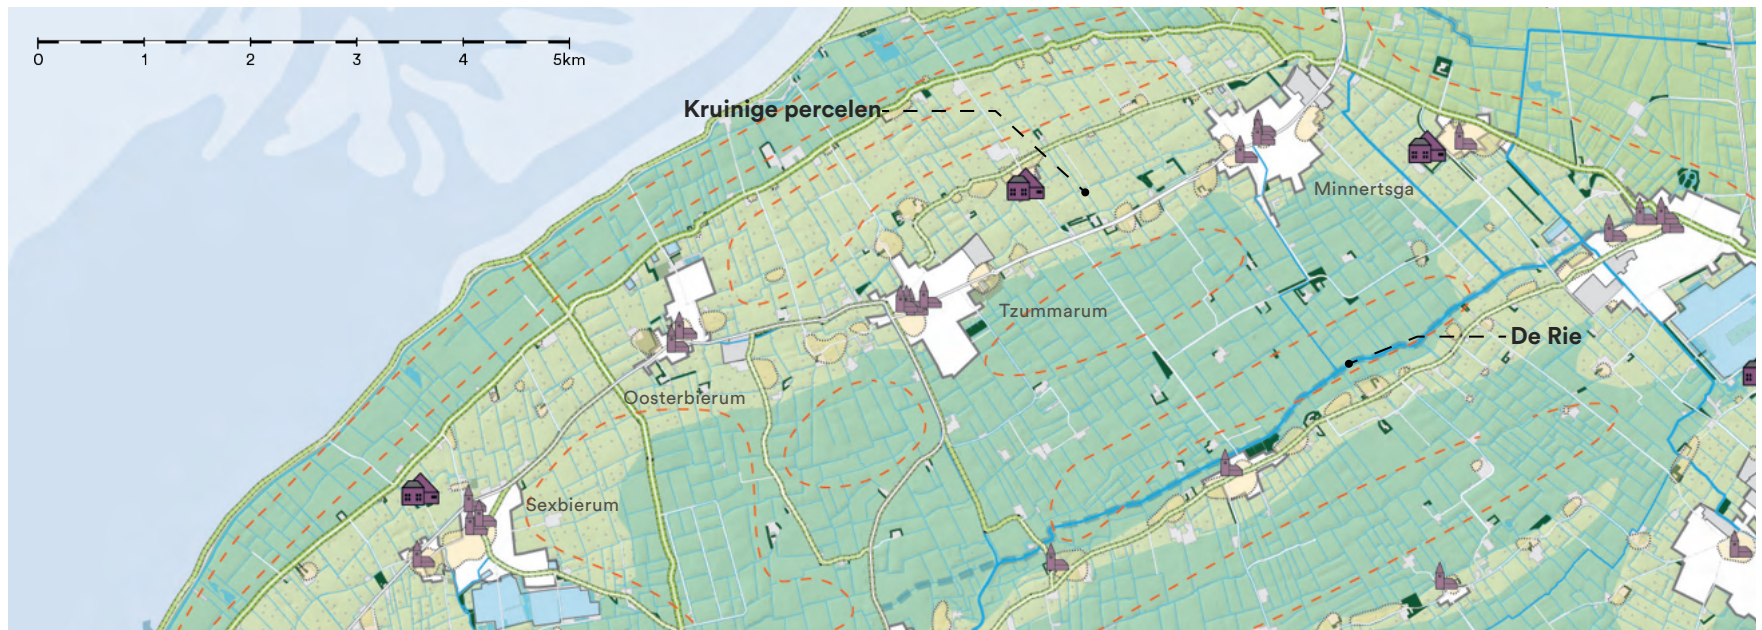 0 1 2 3 4 5km
Kruinige percelen
Minnertsga
Tzummarum
De Rie
Oosterbierum
Sexbierum